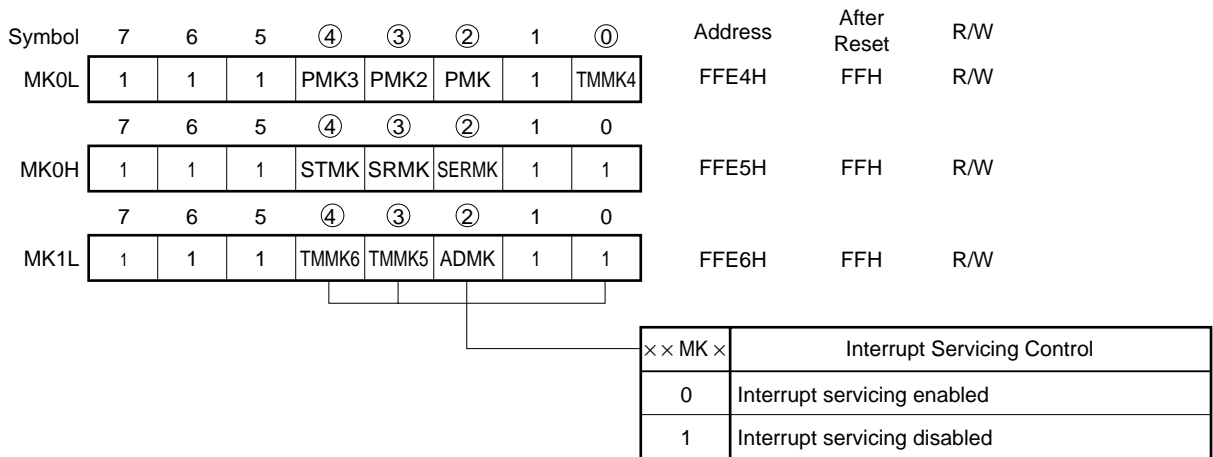 Symbol 7 6 5 ④ ③ ② 1 ⓪ Address After Reset R/W
MK0L 1 1 1 PMK3 PMK2 PMK 1 TMMK4 FFE4H FFH R/W
7 6 5 ④ ③ ② 1 0
MK0H 1 1 1 STMK SRMK SERMK 1 1 FFE5H FFH R/W
7 6 5 ④ ③ ② 1 0
MK1L 1 1 1 TMMK6 TMMK5 ADMK 1 1 FFE6H FFH R/W
××MK× Interrupt Servicing Control
0 Interrupt servicing enabled
1 Interrupt servicing disabled